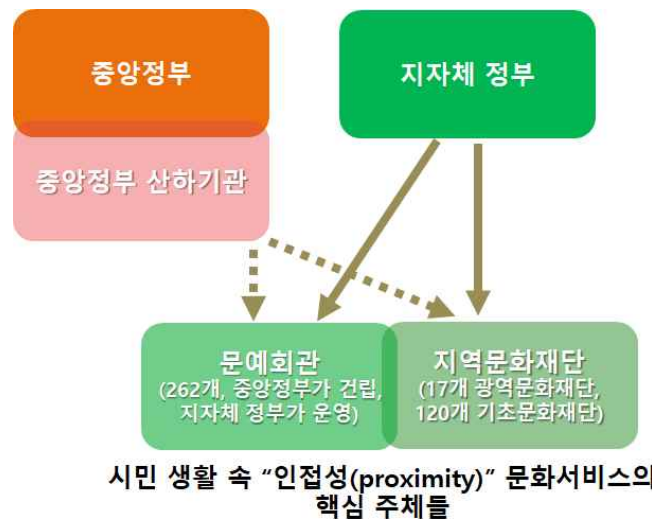 중앙정부
지자체 정부
중앙정부 산하기관
문예회관
(262개, 중앙정부가 건립,
지자체 정부가 운영)
지역문화재단
(17개 광역문화재단,
120개 기초문화재단)
시민 생활 속 “인접성(proximity)” 문화서비스의
핵심 주체들